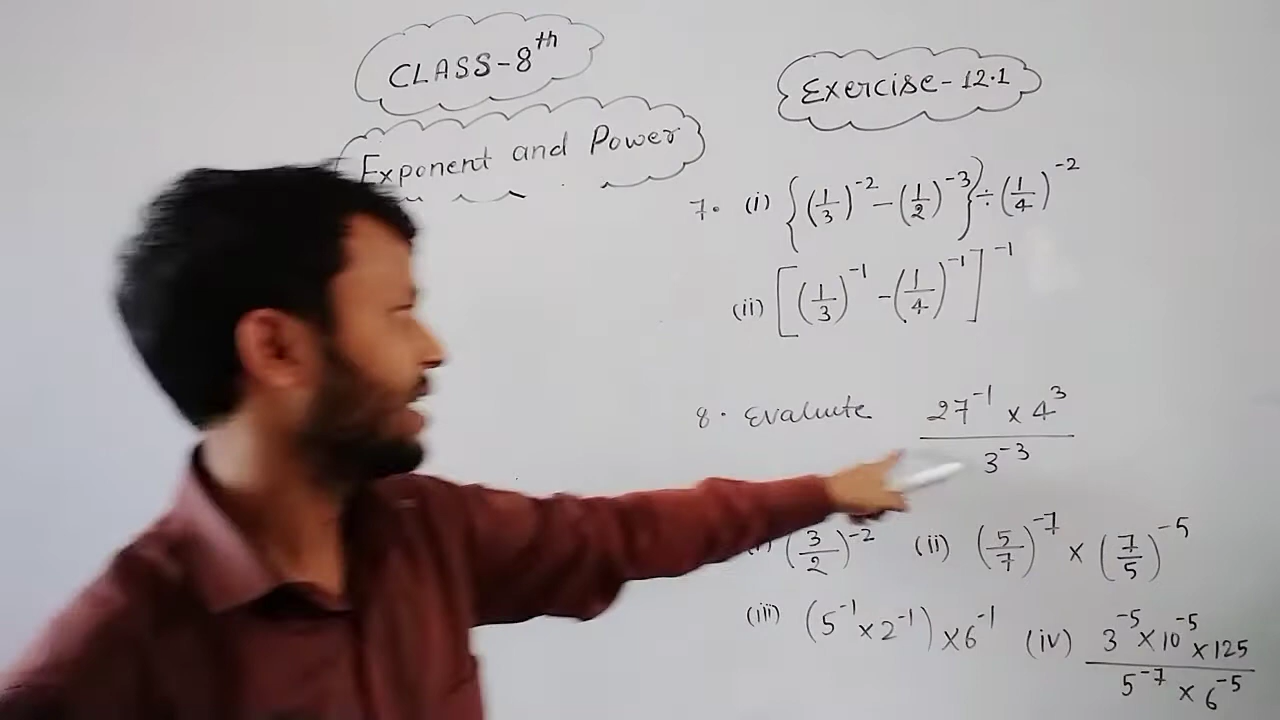 CLASS-8th
Exponent and Power
Exercise-12.1
7. (i) {(1/3)^-2 - (1/2)^-3} ÷ (1/4)^-2
(ii) [(1/3)^-1 - (1/4)^-1]^-1
8. Evaluate (27^-1 × 4^3)/(3^-3)
(i) (3/2)^-2 (ii) (5/7)^-7 × (7/5)^-5
(iii) (5^-1 × 2^-1) × 6^-1 (iv) (3^-5 × 10^-5 × 125)/(5^-7 × 6^-5)